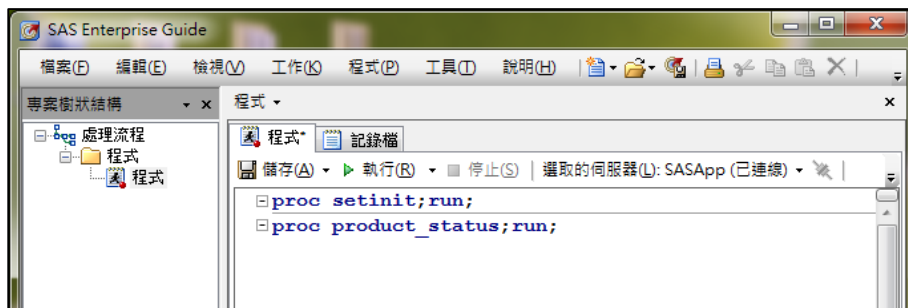 SAS Enterprise Guide
檔案(F) 編輯(E) 檢視(V) 工作(K) 程式(P) 工具(T) 說明(H)
專案樹狀結構
程式
處理流程
程式
程式
程式* 記錄檔
儲存(A) 執行(R) 停止(S) 選取的伺服器(L): SASApp (已連線)
proc setinit;run;
proc product_status;run;